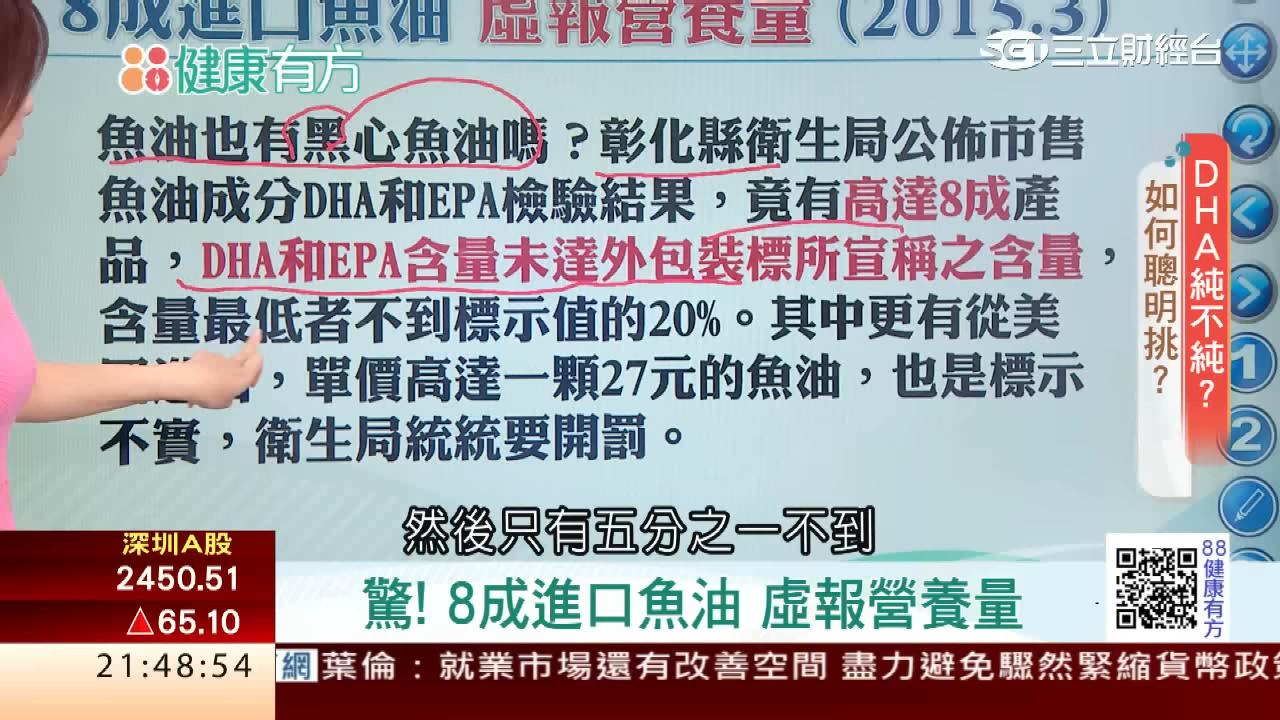 8成進口魚油 虛報營養量 (2015.3)
健康有方
三立財經台
魚油也有黑心魚油嗎？彰化縣衛生局公佈市售
魚油成分DHA和EPA檢驗結果，竟有高達8成產
品，DHA和EPA含量未達外包裝標所宣稱之含量，
含量最低者不到標示值的20%。其中更有從美
，單價高達一顆27元的魚油，也是標示
不實，衛生局統統要開罰。
DHA純不純？
如何聰明挑？
1
2
然後只有五分之一不到
驚! 8成進口魚油 虛報營養量
88健康有方
深圳A股
2450.51
△65.10
21:48:54
網 葉倫：就業市場還有改善空間 盡力避免驟然緊縮貨幣政